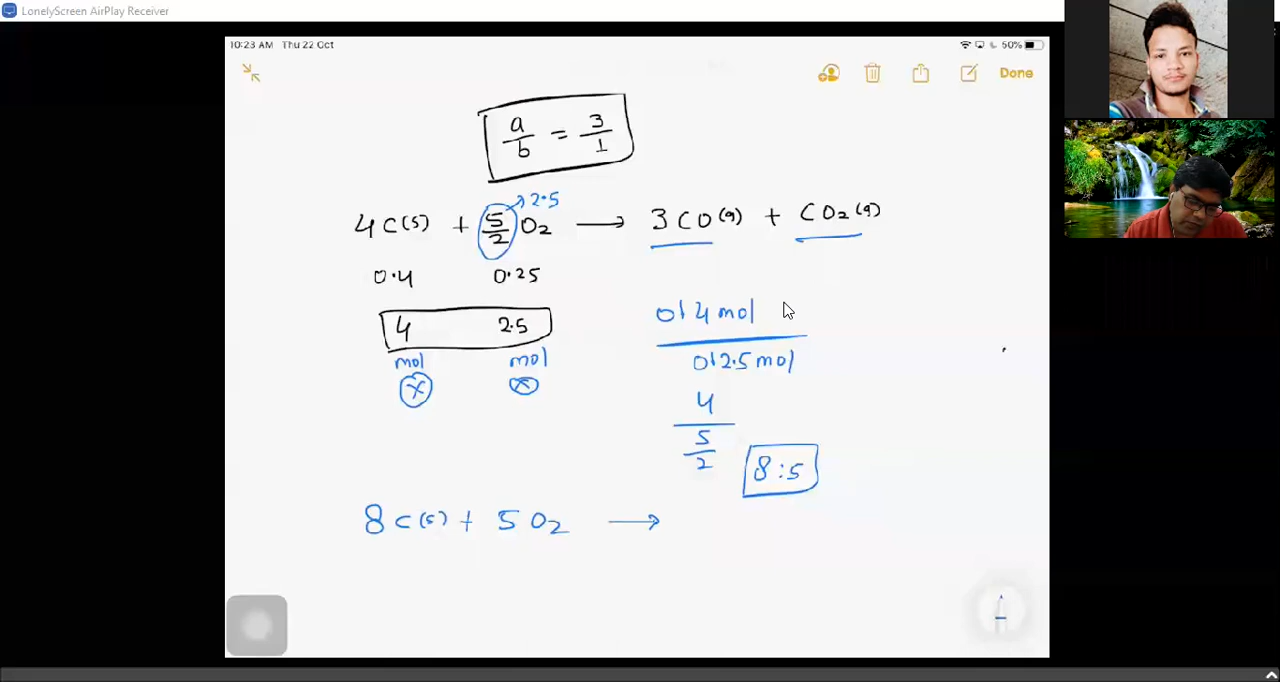 LonelyScreen AirPlay Receiver
10:23 AM Thu 22 Oct
50%
Done
a/b = 3/1
2.5
4C(s) + 5/2 O2 → 3CO(g) + CO2(g)
0.4 0.25
4 2.5
mol mol
x x
0.4 mol
0.2.5 mol
4
5/2
8:5
8C(s) + 5O2 →